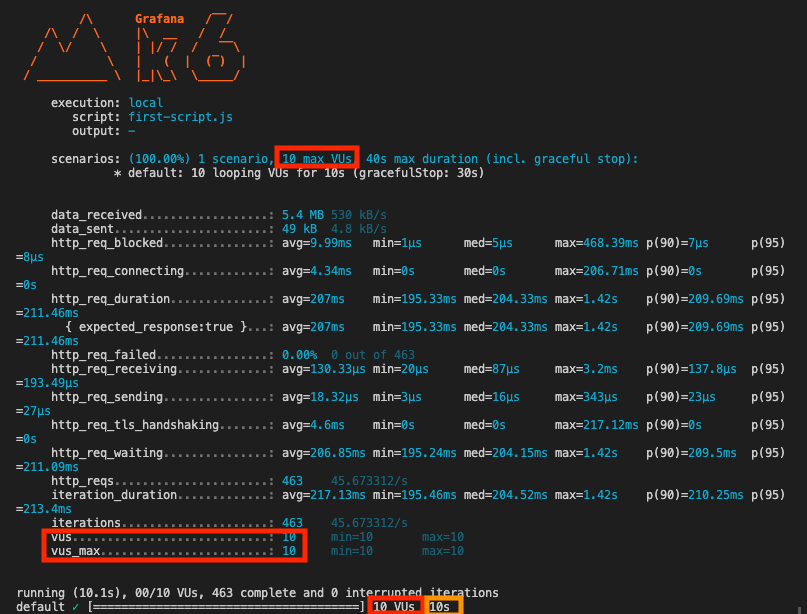 Grafana
k6
execution: local
script: first-script.js
output: -
scenarios: (100.00%) 1 scenario, 10 max VUs, 40s max duration (incl. graceful stop):
* default: 10 looping VUs for 10s (gracefulStop: 30s)
data_received..................: 5.4 MB 530 kB/s
data_sent......................: 49 kB 4.8 kB/s
http_req_blocked...............: avg=9.99ms min=1µs med=5µs max=468.39ms p(90)=7µs p(95)
=8µs
http_req_connecting............: avg=4.34ms min=0s med=0s max=206.71ms p(90)=0s p(95)
=0s
http_req_duration..............: avg=207ms min=195.33ms med=204.33ms max=1.42s p(90)=209.69ms p(95)
=211.46ms
{ expected_response:true }...: avg=207ms min=195.33ms med=204.33ms max=1.42s p(90)=209.69ms p(95)
=211.46ms
http_req_failed................: 0.00% 0 out of 463
http_req_receiving.............: avg=130.33µs min=20µs med=87µs max=3.2ms p(90)=137.8µs p(95)
=193.49µs
http_req_sending...............: avg=18.32µs min=3µs med=16µs max=343µs p(90)=23µs p(95)
=27µs
http_req_tls_handshaking.......: avg=4.6ms min=0s med=0s max=217.12ms p(90)=0s p(95)
=0s
http_req_waiting...............: avg=206.85ms min=195.24ms med=204.15ms max=1.42s p(90)=209.5ms p(95)
=211.09ms
http_reqs......................: 463 45.673312/s
iteration_duration.............: avg=217.13ms min=195.46ms med=204.52ms max=1.42s p(90)=210.25ms p(95)
=213.4ms
iterations.....................: 463 45.673312/s
vus............................: 10 min=10 max=10
vus_max........................: 10 min=10 max=10
running (10.1s), 00/10 VUs, 463 complete and 0 interrupted iterations
default ✓ [======================================] 10 VUs 10s